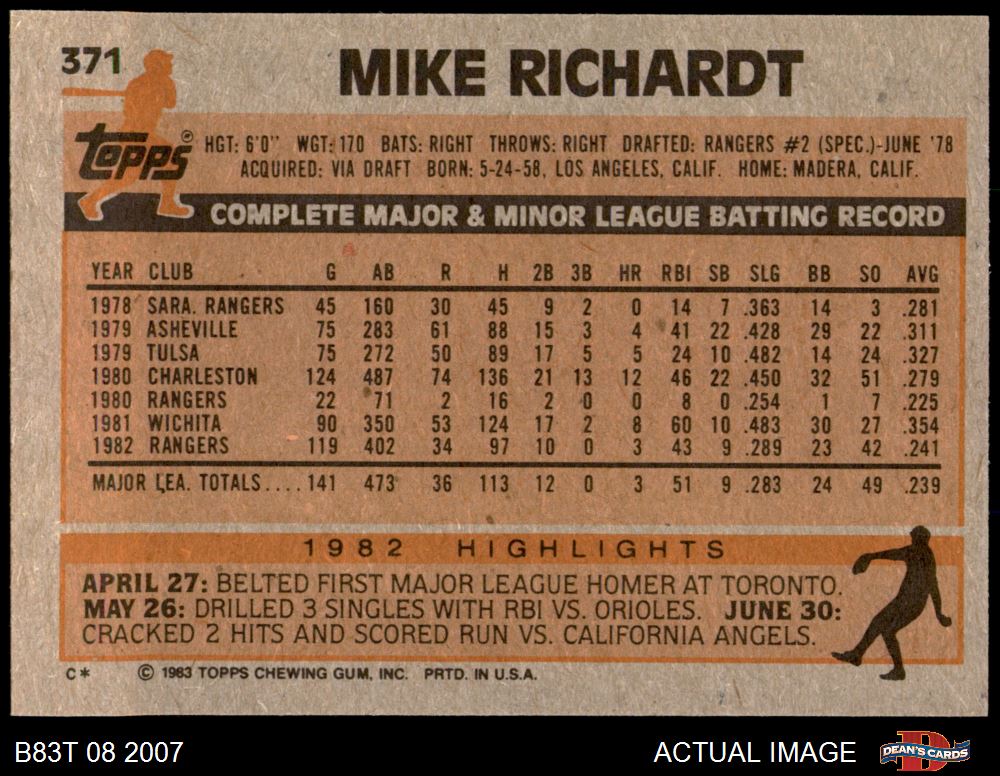 371
MIKE RICHARDT
Topps®
HGT: 6'0" WGT: 170 BATS: RIGHT THROWS: RIGHT DRAFTED: RANGERS #2 (SPEC.)-JUNE '78
ACQUIRED: VIA DRAFT BORN: 5-24-58, LOS ANGELES, CALIF. HOME: MADERA, CALIF.
COMPLETE MAJOR & MINOR LEAGUE BATTING RECORD
YEAR CLUB G AB R H 2B 3B HR RBI SB SLG BB SO AVG
1978 SARA. RANGERS 45 160 30 45 9 2 0 14 7 .363 14 3 .281
1979 ASHEVILLE 75 283 61 88 15 3 4 41 22 .428 29 22 .311
1979 TULSA 75 272 50 89 17 5 5 24 10 .482 14 24 .327
1980 CHARLESTON 124 487 74 136 21 13 12 46 22 .450 32 51 .279
1980 RANGERS 22 71 2 16 2 0 0 8 0 .254 1 7 .225
1981 WICHITA 90 350 53 124 17 2 8 60 10 .483 30 27 .354
1982 RANGERS 119 402 34 97 10 0 3 43 9 .289 23 42 .241
MAJOR LEA. TOTALS.... 141 473 36 113 12 0 3 51 9 .283 24 49 .239
1982 HIGHLIGHTS
APRIL 27: BELTED FIRST MAJOR LEAGUE HOMER AT TORONTO.
MAY 26: DRILLED 3 SINGLES WITH RBI VS. ORIOLES. JUNE 30:
CRACKED 2 HITS AND SCORED RUN VS. CALIFORNIA ANGELS.
C* © 1983 TOPPS CHEWING GUM, INC. PRTD. IN U.S.A.
B83T 08 2007 ACTUAL IMAGE DEAN'S CARDS